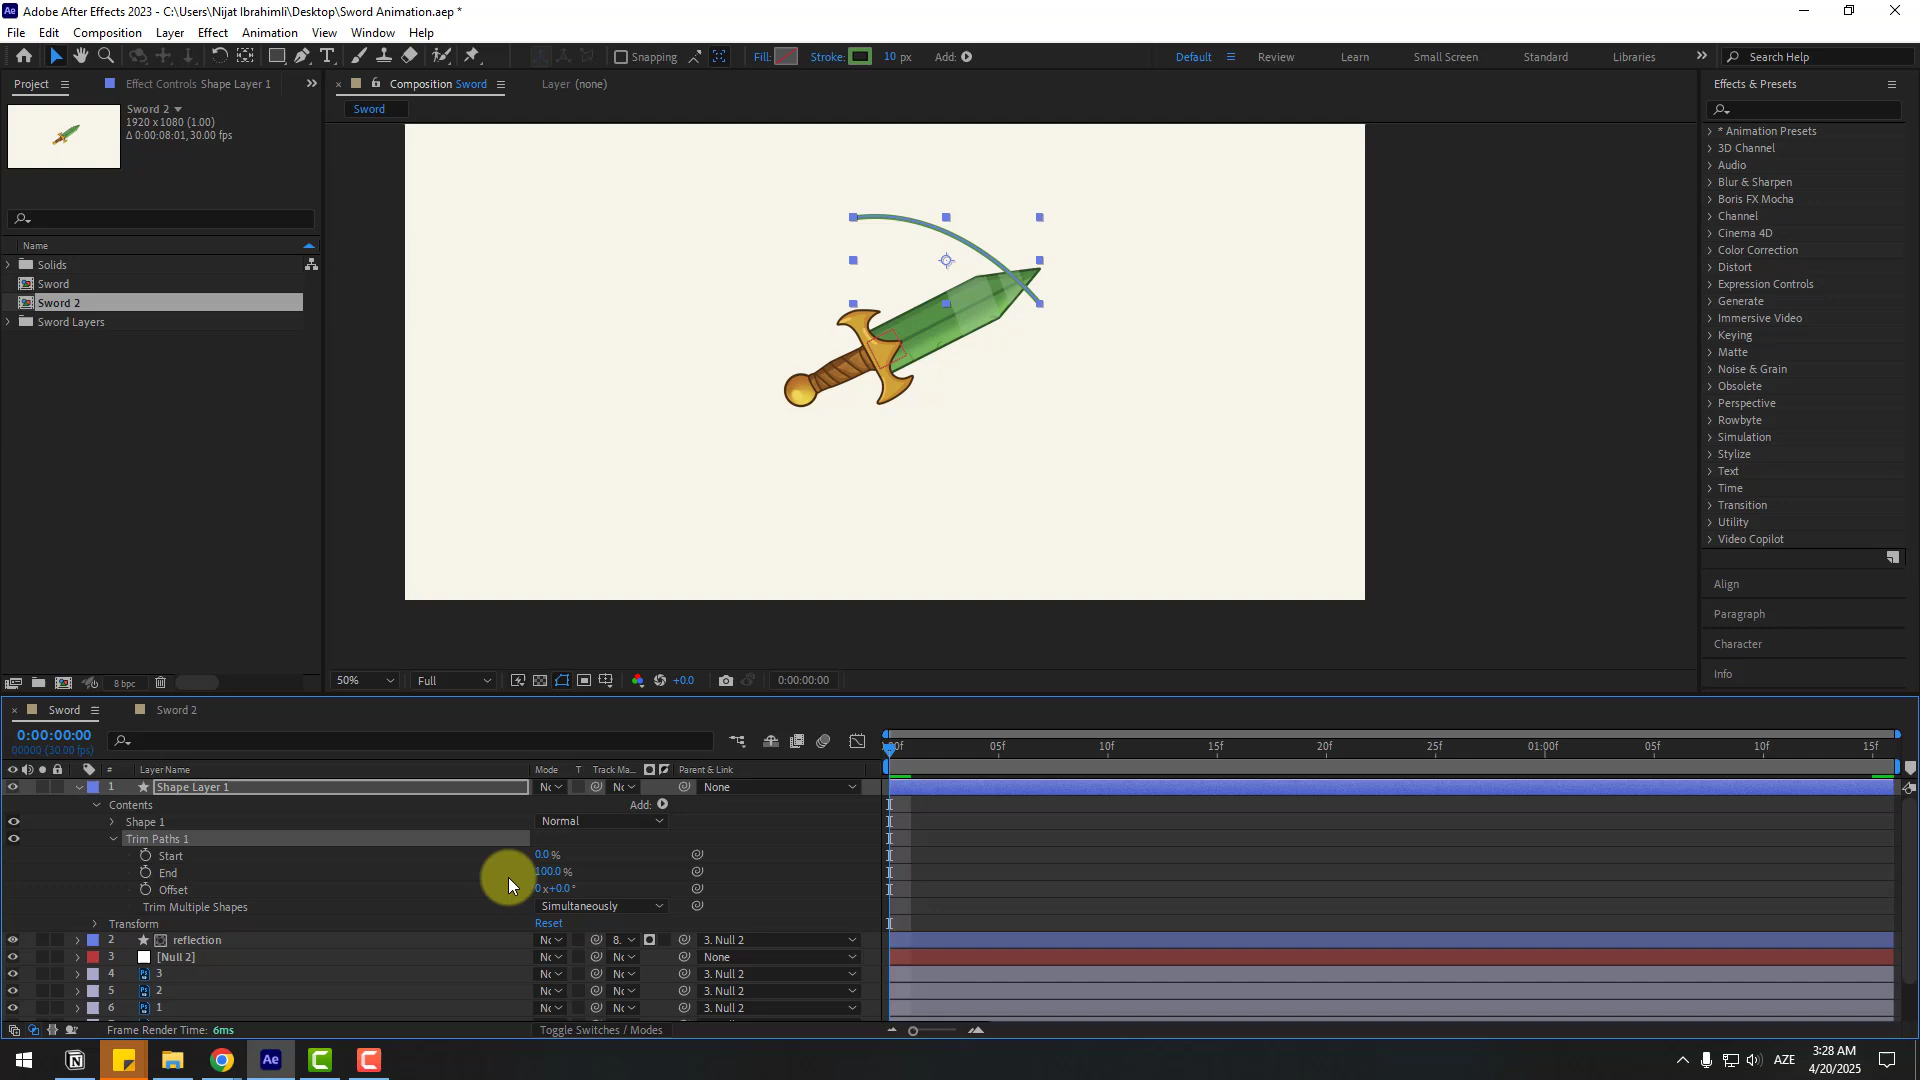 Adobe After Effects 2023 - C:\Users\Nijat Ibrahimli\Desktop\Sword Animation.aep *
File Edit Composition Layer Effect Animation View Window Help
Snapping Fill: Stroke: 10 px Add: Default Review Learn Small Screen Standard Libraries Search Help
Project Effect Controls Shape Layer 1 Composition Sword Layer (none) Effects & Presets
Sword 2
1920 x 1080 (1.00)
Δ 0:00:08:01, 30.00 fps
Sword
Name
Solids
Sword
Sword 2
Sword Layers
8 bpc
50% Full +0.0 0:00:00:00
* Animation Presets
3D Channel
Audio
Blur & Sharpen
Boris FX Mocha
Channel
Cinema 4D
Color Correction
Distort
Expression Controls
Generate
Immersive Video
Keying
Matte
Noise & Grain
Obsolete
Perspective
Rowbyte
Simulation
Stylize
Text
Time
Transition
Utility
Video Copilot
Align
Paragraph
Character
Info
Sword Sword 2
0:00:00:00
00000 (30.00 fps)
05f 10f 15f 20f 25f 01:00f 05f 10f 15f
# Layer Name Mode T Track Ma... Parent & Link
1 Shape Layer 1 None
Contents Add:
Shape 1 Normal
Trim Paths 1
Start 0.0 %
End 100.0 %
Offset 0 x+0.0 °
Trim Multiple Shapes Simultaneously
Transform Reset
2 reflection 8. 3. Null 2
3 [Null 2] None
4 3 3. Null 2
5 2 3. Null 2
6 1 3. Null 2
Frame Render Time: 6ms Toggle Switches / Modes
AZE
3:28 AM
4/20/2025